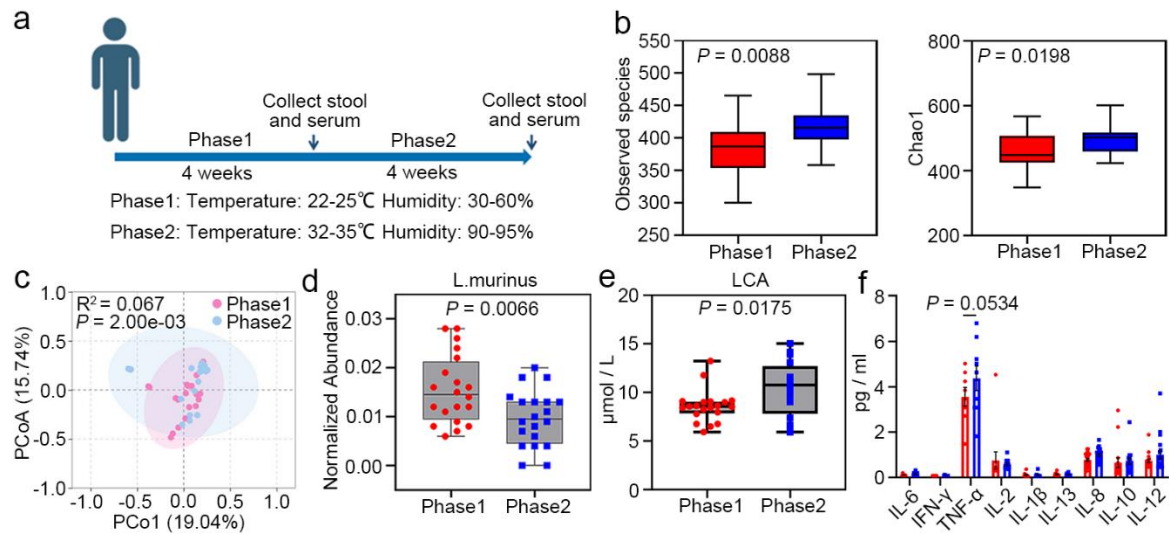 a
Collect stool
and serum
Collect stool
and serum
Phase1
Phase2
4 weeks
4 weeks
Phase1: Temperature: 22-25℃ Humidity: 30-60%
Phase2: Temperature: 32-35℃ Humidity: 90-95%
b
Observed species
550
500
450
400
350
300
250
P = 0.0088
Phase1
Phase2
Chao1
800
600
400
200
P = 0.0198
Phase1
Phase2
c
PCoA (15.74%)
1.0
0.5
0.0
-0.5
-1.0
R² = 0.067
P = 2.00e-03
Phase1
Phase2
-1.0
-0.5
0.0
0.5
1.0
PCo1 (19.04%)
d
L.murinus
Normalized Abundance
0.03
0.02
0.01
0.00
P = 0.0066
Phase1
Phase2
e
LCA
μmol / L
20
15
10
5
0
P = 0.0175
Phase1
Phase2
f
pg / ml
8
6
4
2
0
P = 0.0534
IL-6
IFN-γ
TNF-α
IL-2
IL-1β
IL-13
IL-8
IL-10
IL-12